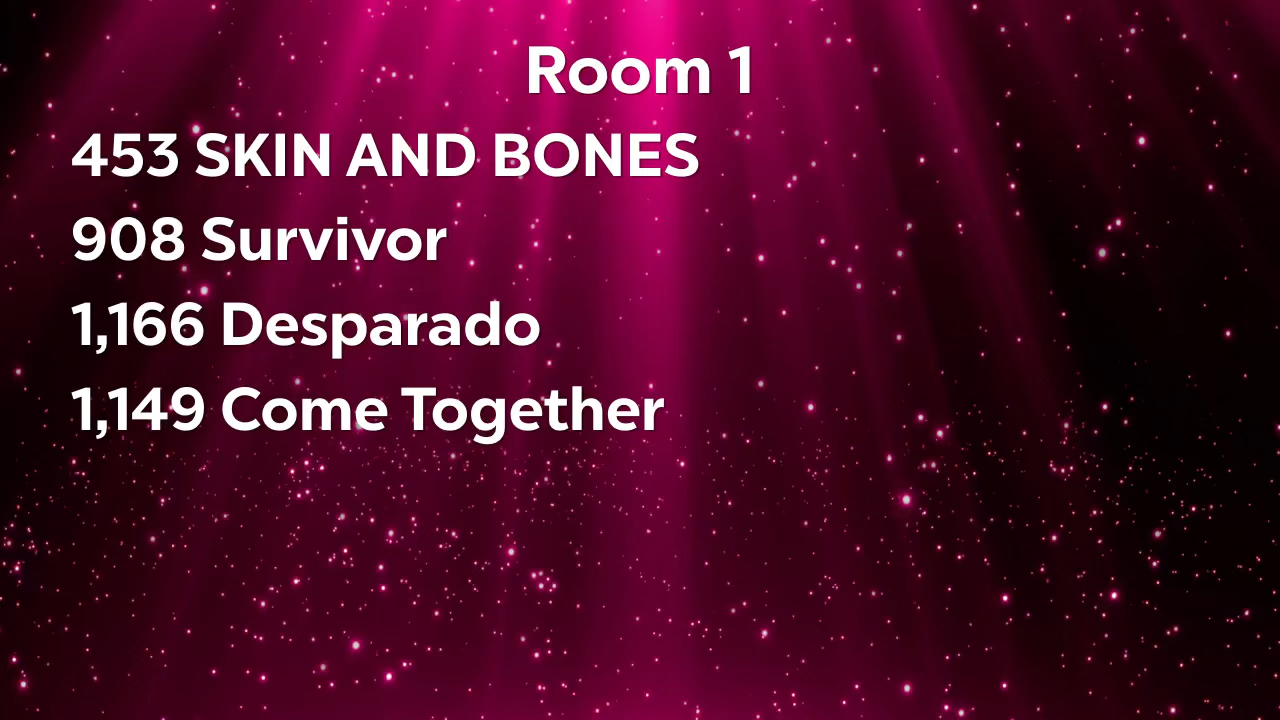 Room 1
453 SKIN AND BONES
908 Survivor
1,166 Desparado
1,149 Come Together